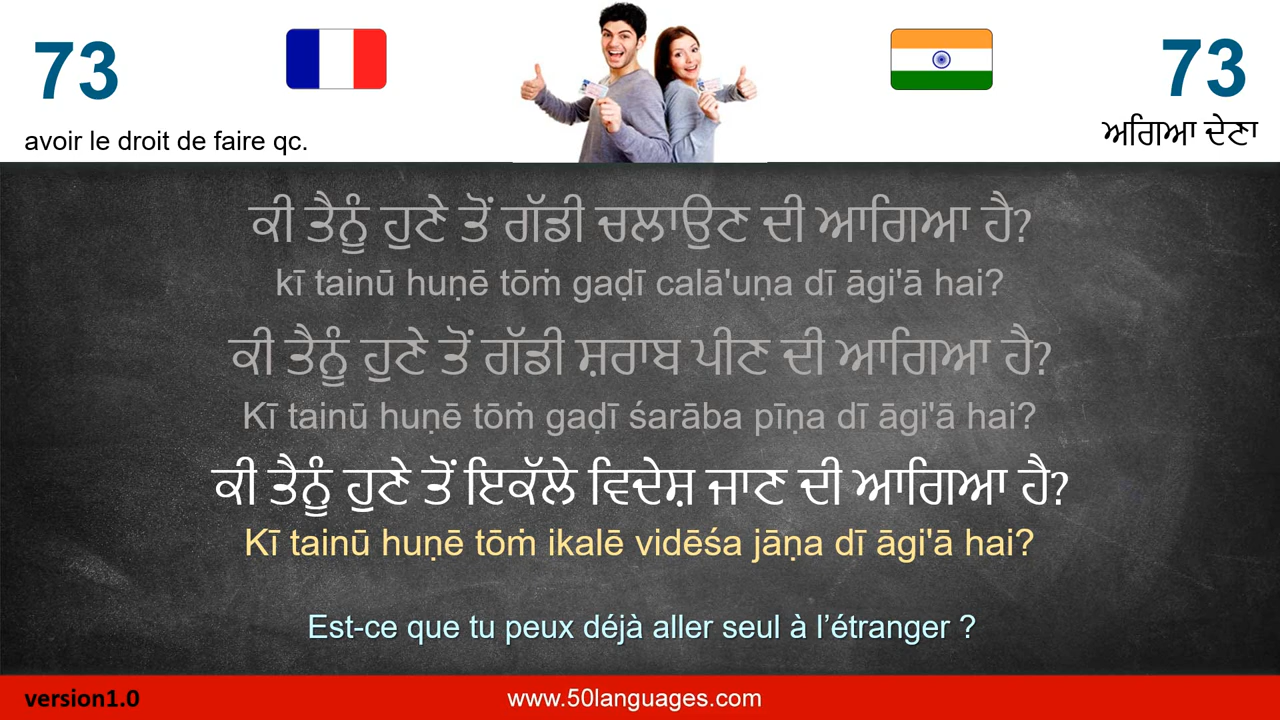 73
73
avoir le droit de faire qc.
ਅਗਿਆ ਦੇਣਾ
ਕੀ ਤੈਨੂੰ ਹੁਣੇ ਤੋਂ ਗੱਡੀ ਚਲਾਉਣ ਦੀ ਆਗਿਆ ਹੈ?
kī tainū huṇē tōṁ gaḍī calā'uṇa dī āgi'ā hai?
ਕੀ ਤੈਨੂੰ ਹੁਣੇ ਤੋਂ ਗੱਡੀ ਸ਼ਰਾਬ ਪੀਣ ਦੀ ਆਗਿਆ ਹੈ?
Kī tainū huṇē tōṁ gaḍī śarāba pīṇa dī āgi'ā hai?
ਕੀ ਤੈਨੂੰ ਹੁਣੇ ਤੋਂ ਇਕੱਲੇ ਵਿਦੇਸ਼ ਜਾਣ ਦੀ ਆਗਿਆ ਹੈ?
Kī tainū huṇē tōṁ ikalē vidēśa jāṇa dī āgi'ā hai?
Est-ce que tu peux déjà aller seul à l’étranger ?
version1.0
www.50languages.com